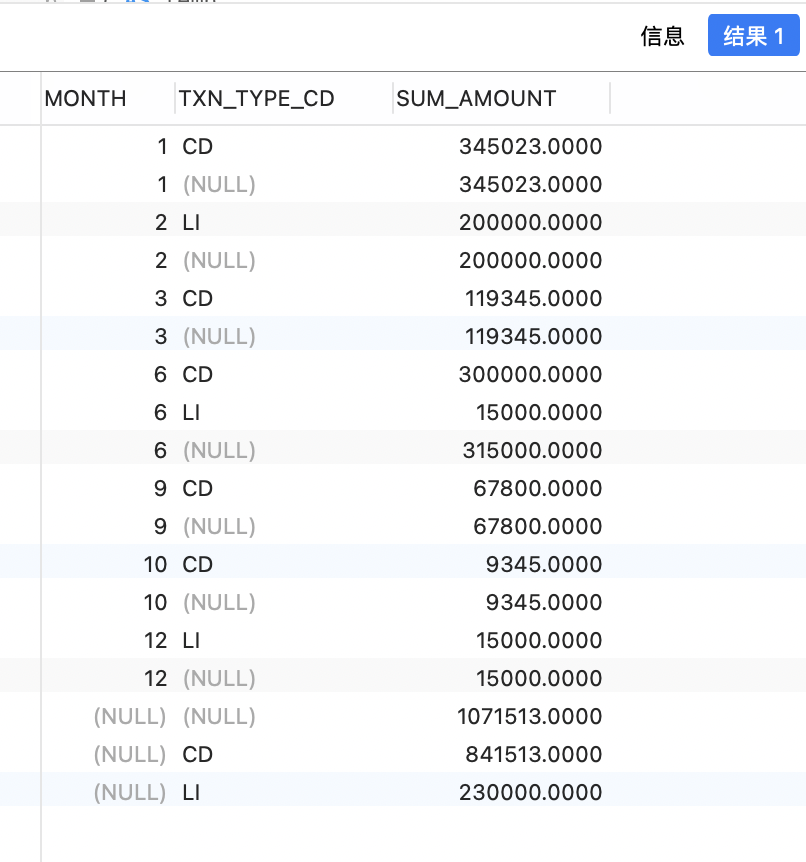 信息 结果 1
MONTH TXN_TYPE_CD SUM_AMOUNT
1 CD 345023.0000
1 (NULL) 345023.0000
2 LI 200000.0000
2 (NULL) 200000.0000
3 CD 119345.0000
3 (NULL) 119345.0000
6 CD 300000.0000
6 LI 15000.0000
6 (NULL) 315000.0000
9 CD 67800.0000
9 (NULL) 67800.0000
10 CD 9345.0000
10 (NULL) 9345.0000
12 LI 15000.0000
12 (NULL) 15000.0000
(NULL) (NULL) 1071513.0000
(NULL) CD 841513.0000
(NULL) LI 230000.0000